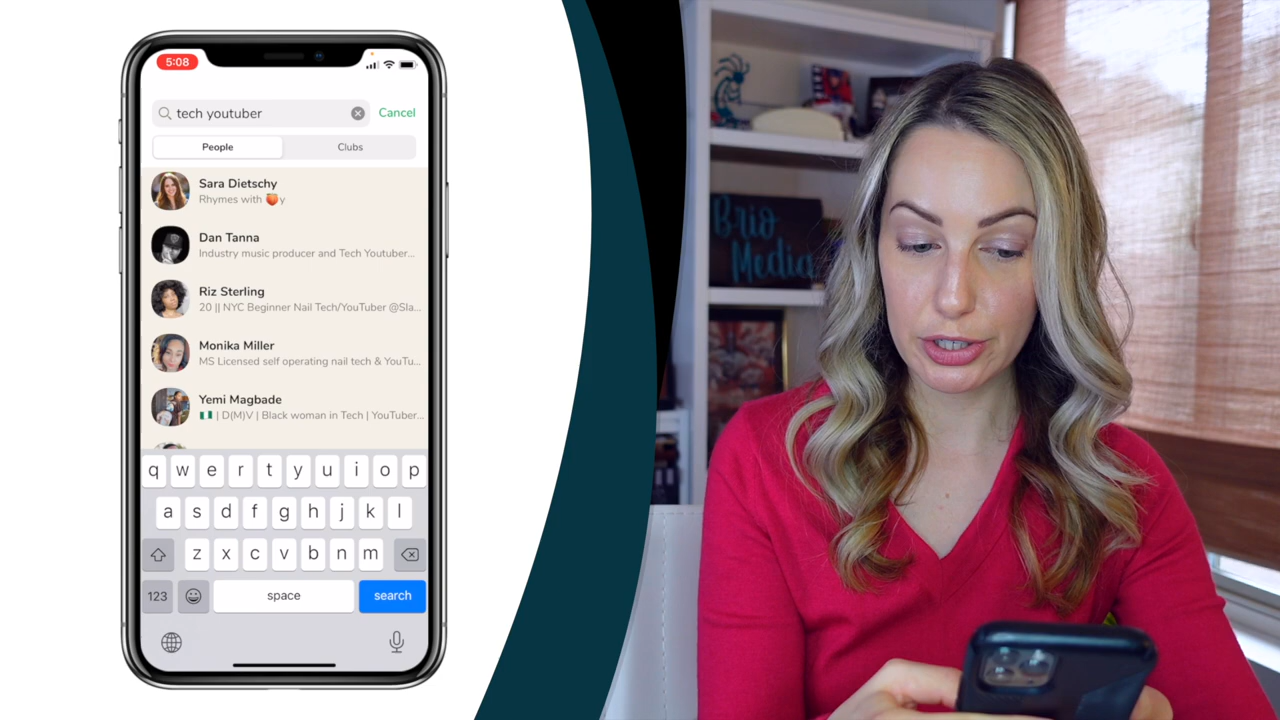 5:08
tech youtuber
Cancel
People
Clubs
Sara Dietschy
Rhymes with 🍑y
Dan Tanna
Industry music producer and Tech Youtuber...
Riz Sterling
20 || NYC Beginner Nail Tech/YouTuber @Sla...
Monika Miller
MS Licensed self operating nail tech & YouTu...
Yemi Magbade
🇳🇬 | D(M)V | Black woman in Tech | YouTuber...
q w e r t y u i o p
a s d f g h j k l
z x c v b n m
123
space
search
Brio
Media